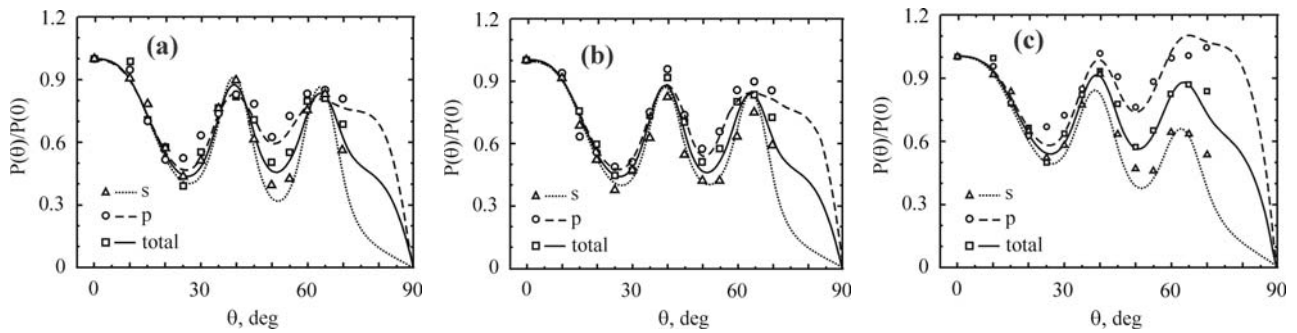 1.2
0.9
0.6
0.3
0
P(θ)/P(0)
(a)
s
p
total
0 30 60 90
θ, deg
1.2
0.9
0.6
0.3
0
P(θ)/P(0)
(b)
s
p
total
0 30 60 90
θ, deg
1.2
0.9
0.6
0.3
0
P(θ)/P(0)
(c)
s
p
total
0 30 60 90
θ, deg